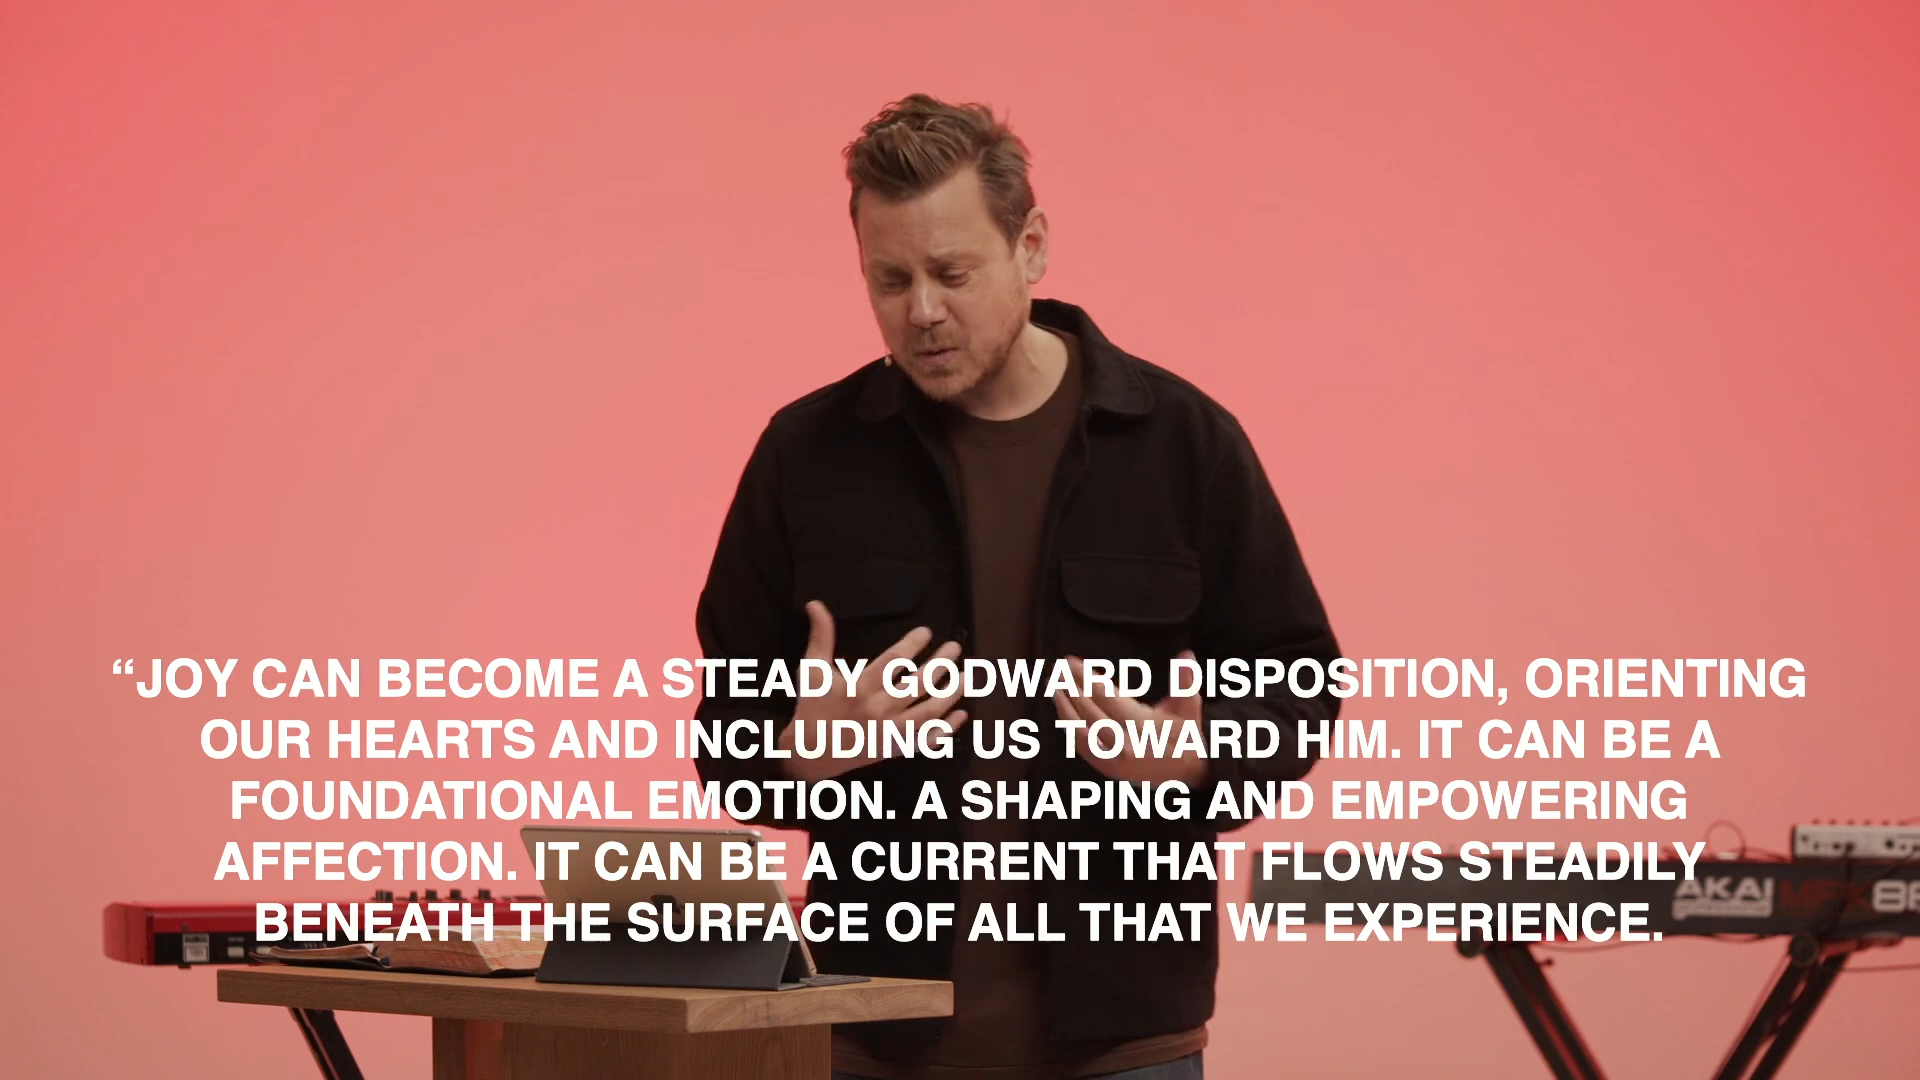 “JOY CAN BECOME A STEADY GODWARD DISPOSITION, ORIENTING
OUR HEARTS AND INCLUDING US TOWARD HIM. IT CAN BE A
FOUNDATIONAL EMOTION. A SHAPING AND EMPOWERING
AFFECTION. IT CAN BE A CURRENT THAT FLOWS STEADILY
BENEATH THE SURFACE OF ALL THAT WE EXPERIENCE.
AKAI